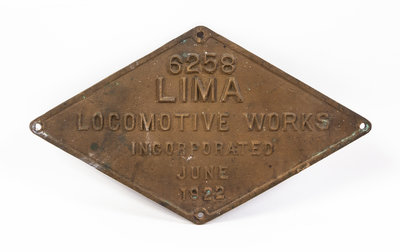 6258
LIMA
LOCOMOTIVE WORKS
INCORPORATED
JUNE
1922